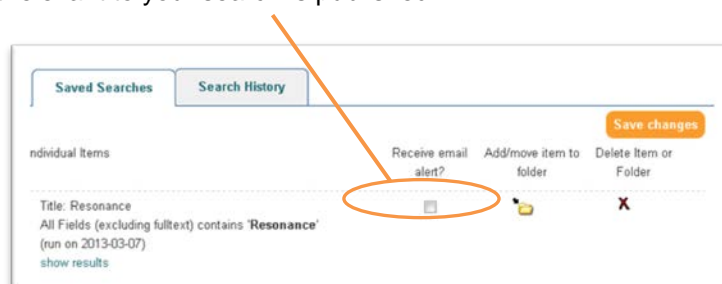 Saved Searches Search History
Save changes
ndividual Items Receive email Add/move item to Delete Item or
alert? folder Folder
Title: Resonance
All Fields (excluding fulltext) contains 'Resonance'
(run on 2013-03-07)
show results
X